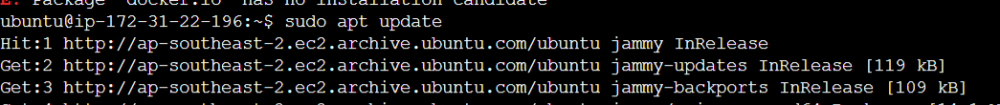 E: Package 'docker.io' has no installation candidate
ubuntu@ip-172-31-22-196:~$ sudo apt update
Hit:1 http://ap-southeast-2.ec2.archive.ubuntu.com/ubuntu jammy InRelease
Get:2 http://ap-southeast-2.ec2.archive.ubuntu.com/ubuntu jammy-updates InRelease [119 kB]
Get:3 http://ap-southeast-2.ec2.archive.ubuntu.com/ubuntu jammy-backports InRelease [109 kB]